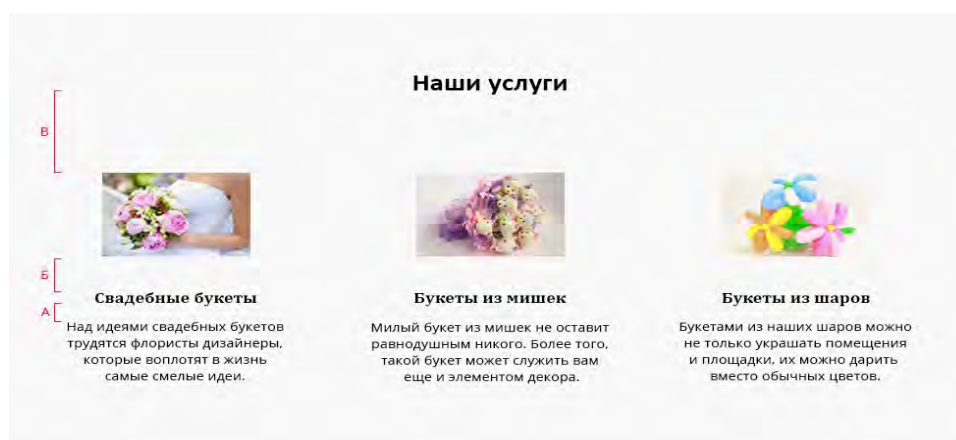 Наши услуги
В
Б
А
Свадебные букеты
Над идеями свадебных букетов
трудятся флористы дизайнеры,
которые воплотят в жизнь
самые смелые идеи.
Букеты из мишек
Милый букет из мишек не оставит
равнодушным никого. Более того,
такой букет может служить вам
еще и элементом декора.
Букеты из шаров
Букетами из наших шаров можно
не только украшать помещения
и площадки, их можно дарить
вместо обычных цветов.